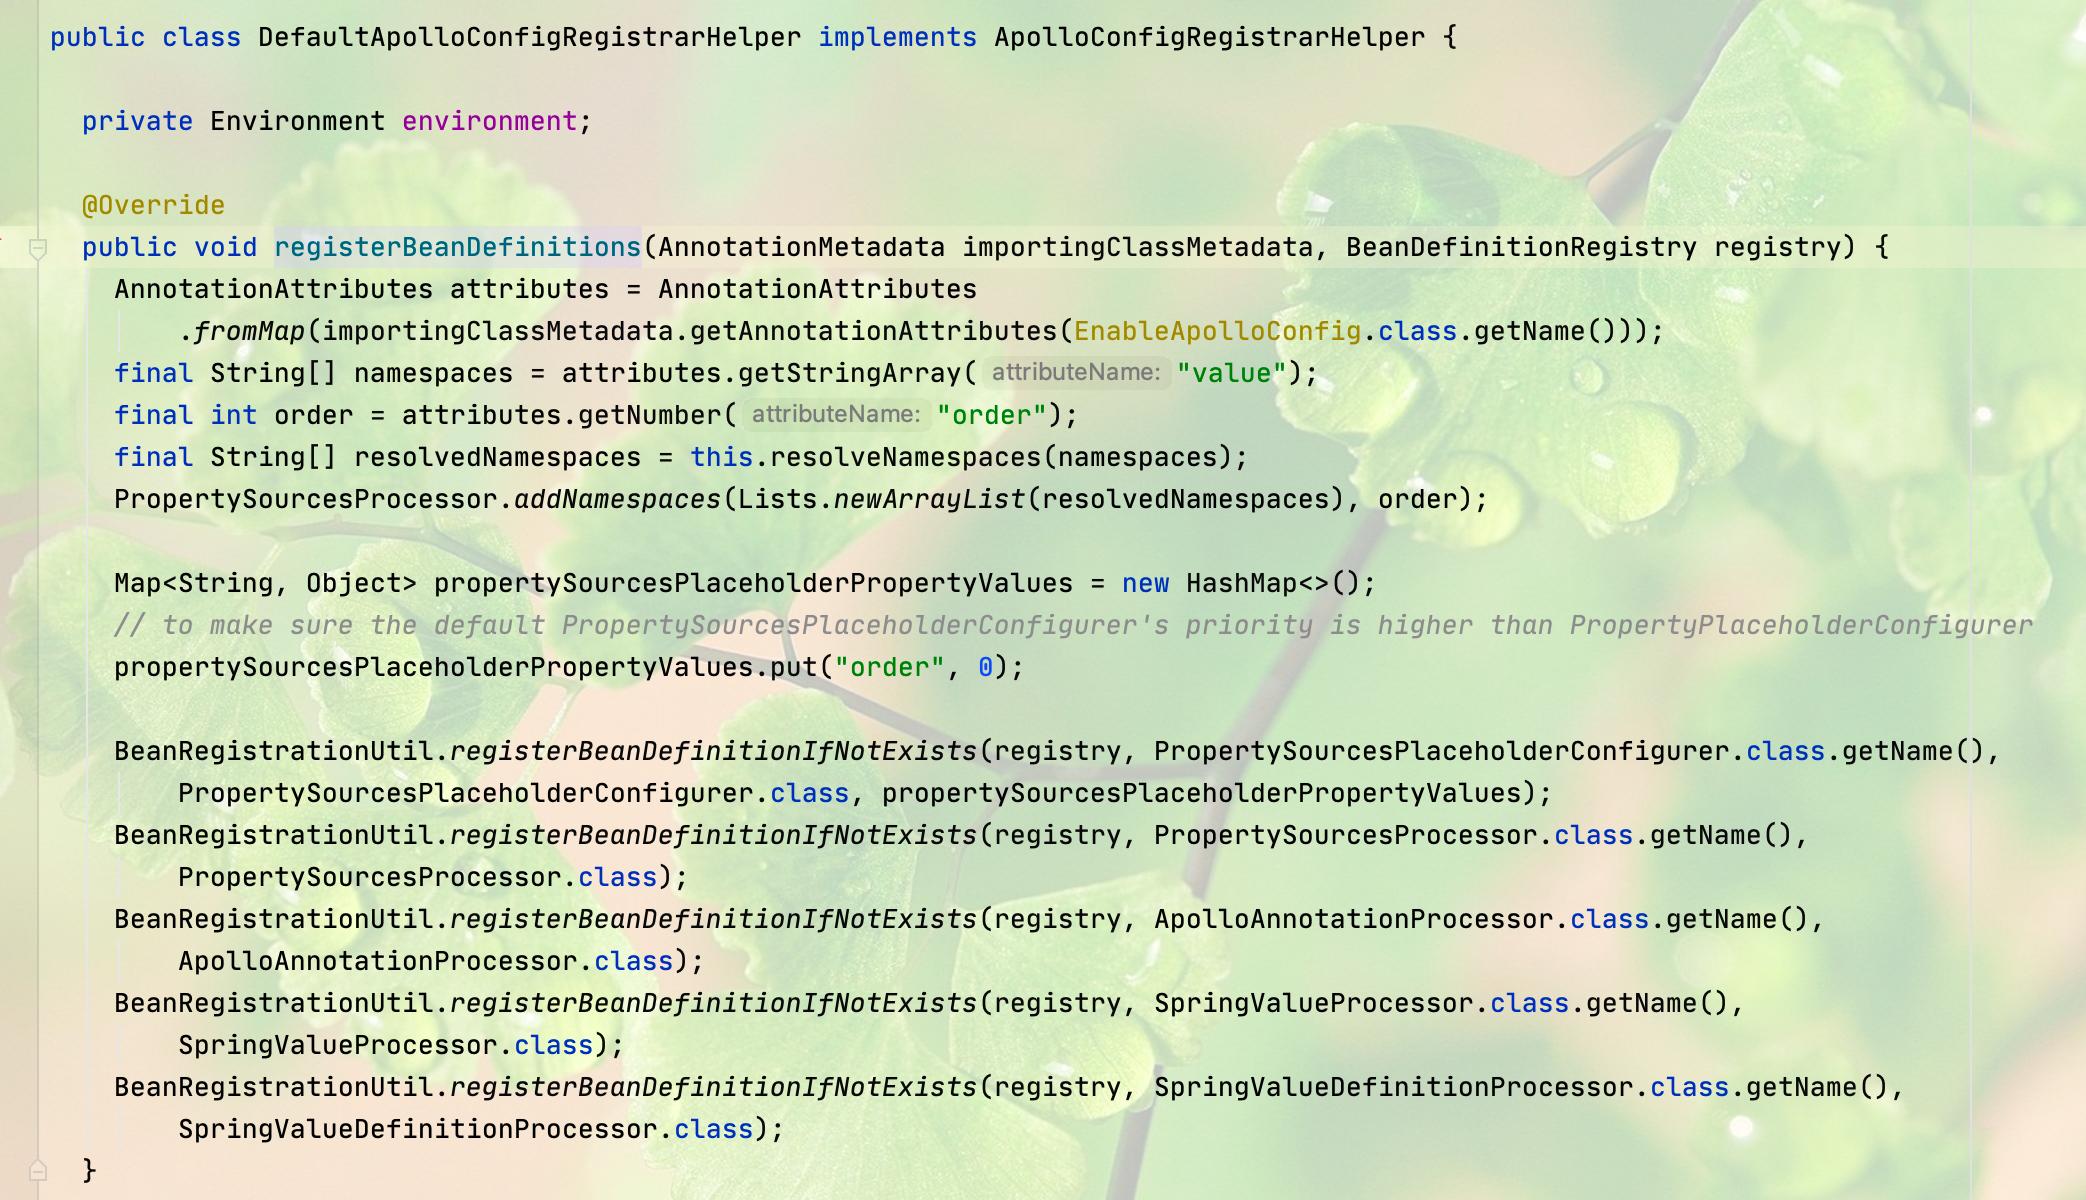 public class DefaultApolloConfigRegistrarHelper implements ApolloConfigRegistrarHelper {
private Environment environment;
@Override
public void registerBeanDefinitions(AnnotationMetadata importingClassMetadata, BeanDefinitionRegistry registry) {
AnnotationAttributes attributes = AnnotationAttributes
.fromMap(importingClassMetadata.getAnnotationAttributes(EnableApolloConfig.class.getName()));
final String[] namespaces = attributes.getStringArray( attributeName: "value");
final int order = attributes.getNumber( attributeName: "order");
final String[] resolvedNamespaces = this.resolveNamespaces(namespaces);
PropertySourcesProcessor.addNamespaces(Lists.newArrayList(resolvedNamespaces), order);
Map<String, Object> propertySourcesPlaceholderPropertyValues = new HashMap<>();
// to make sure the default PropertySourcesPlaceholderConfigurer's priority is higher than PropertyPlaceholderConfigurer
propertySourcesPlaceholderPropertyValues.put("order", 0);
BeanRegistrationUtil.registerBeanDefinitionIfNotExists(registry, PropertySourcesPlaceholderConfigurer.class.getName(),
PropertySourcesPlaceholderConfigurer.class, propertySourcesPlaceholderPropertyValues);
BeanRegistrationUtil.registerBeanDefinitionIfNotExists(registry, PropertySourcesProcessor.class.getName(),
PropertySourcesProcessor.class);
BeanRegistrationUtil.registerBeanDefinitionIfNotExists(registry, ApolloAnnotationProcessor.class.getName(),
ApolloAnnotationProcessor.class);
BeanRegistrationUtil.registerBeanDefinitionIfNotExists(registry, SpringValueProcessor.class.getName(),
SpringValueProcessor.class);
BeanRegistrationUtil.registerBeanDefinitionIfNotExists(registry, SpringValueDefinitionProcessor.class.getName(),
SpringValueDefinitionProcessor.class);
}